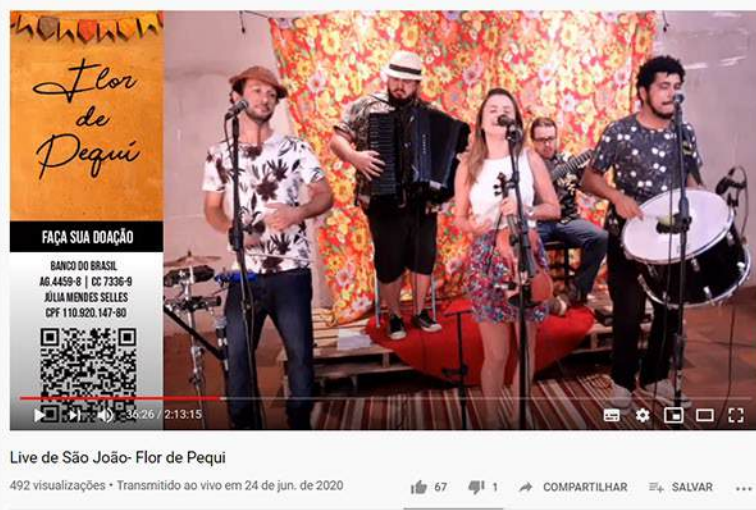 Flor
de
Pequi
FAÇA SUA DOAÇÃO
BANCO DO BRASIL
AG.4459-8 | CC 7336-9
JÚLIA MENDES SELLES
CPF 110.920.147-80
36:26 / 2:13:15
Live de São João- Flor de Pequi
492 visualizações • Transmitido ao vivo em 24 de jun. de 2020
67
1
COMPARTILHAR
SALVAR